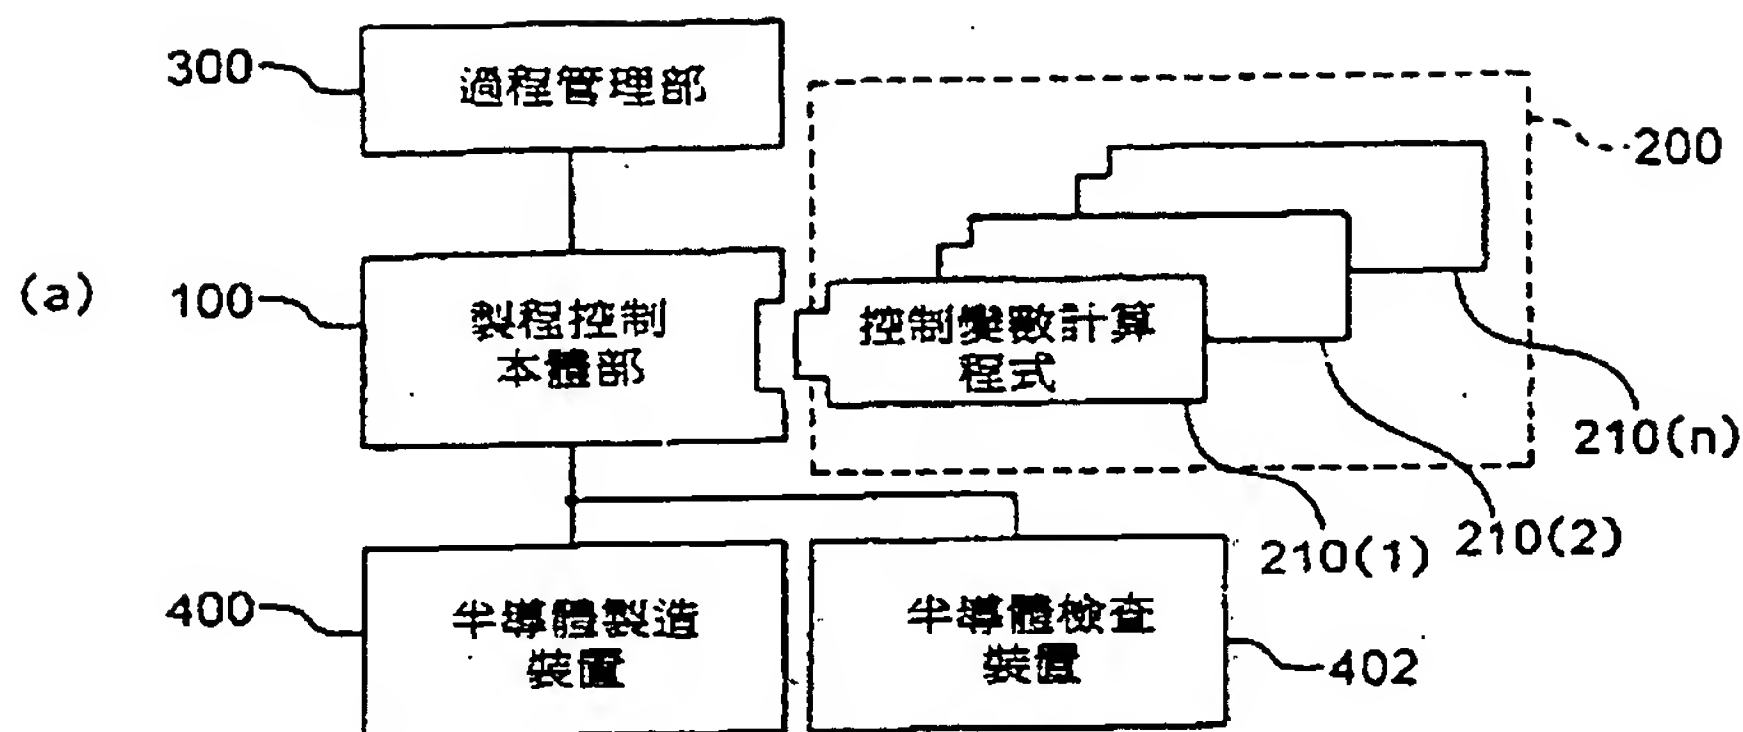 300
過程管理部
200
(a)
100
製程控制
本體部
控制變數計算
程式
210(n)
210(2)
210(1)
400
半導體製造
裝置
半導體檢查
裝置
402